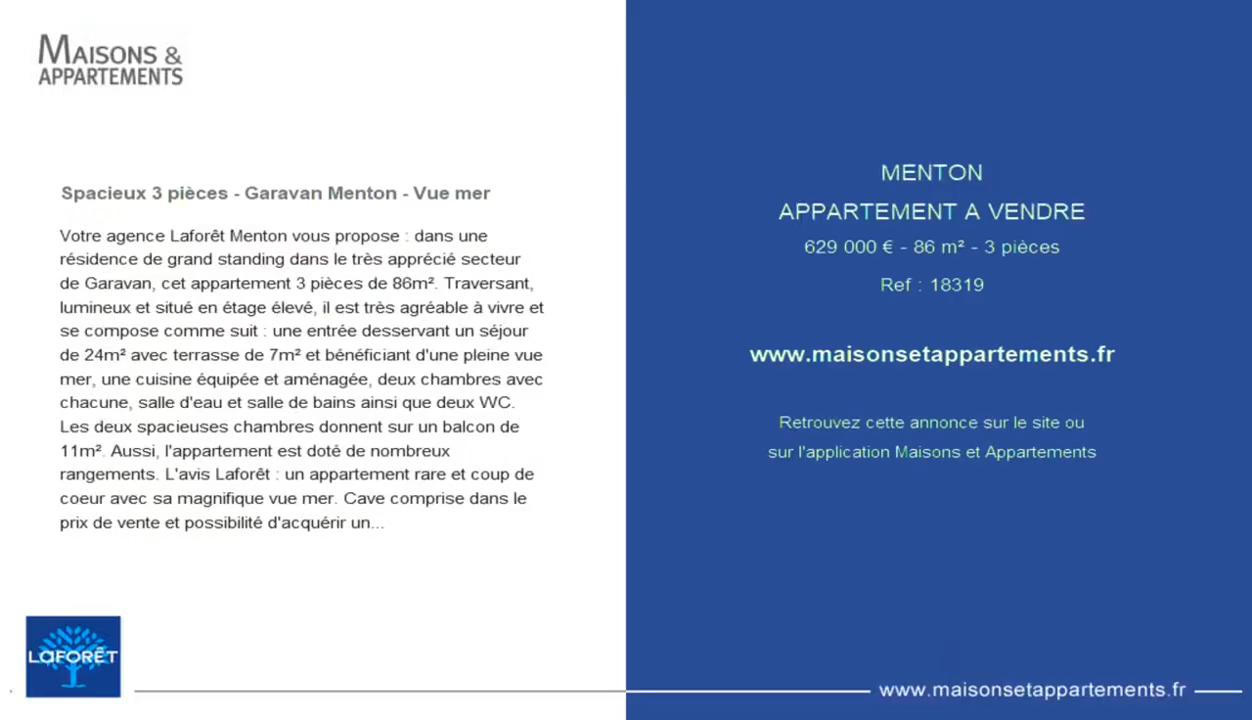 MAISONS &
APPARTEMENTS
Spacieux 3 pièces - Garavan Menton - Vue mer
Votre agence Laforêt Menton vous propose : dans une
résidence de grand standing dans le très apprécié secteur
de Garavan, cet appartement 3 pièces de 86m². Traversant,
lumineux et situé en étage élevé, il est très agréable à vivre et
se compose comme suit : une entrée desservant un séjour
de 24m² avec terrasse de 7m² et bénéficiant d'une pleine vue
mer, une cuisine équipée et aménagée, deux chambres avec
chacune, salle d'eau et salle de bains ainsi que deux WC.
Les deux spacieuses chambres donnent sur un balcon de
11m². Aussi, l'appartement est doté de nombreux
rangements. L'avis Laforêt : un appartement rare et coup de
coeur avec sa magnifique vue mer. Cave comprise dans le
prix de vente et possibilité d'acquérir un...
LAFORÊT
MENTON
APPARTEMENT A VENDRE
629 000 € - 86 m² - 3 pièces
Ref : 18319
www.maisonsetappartements.fr
Retrouvez cette annonce sur le site ou
sur l'application Maisons et Appartements
www.maisonsetappartements.fr